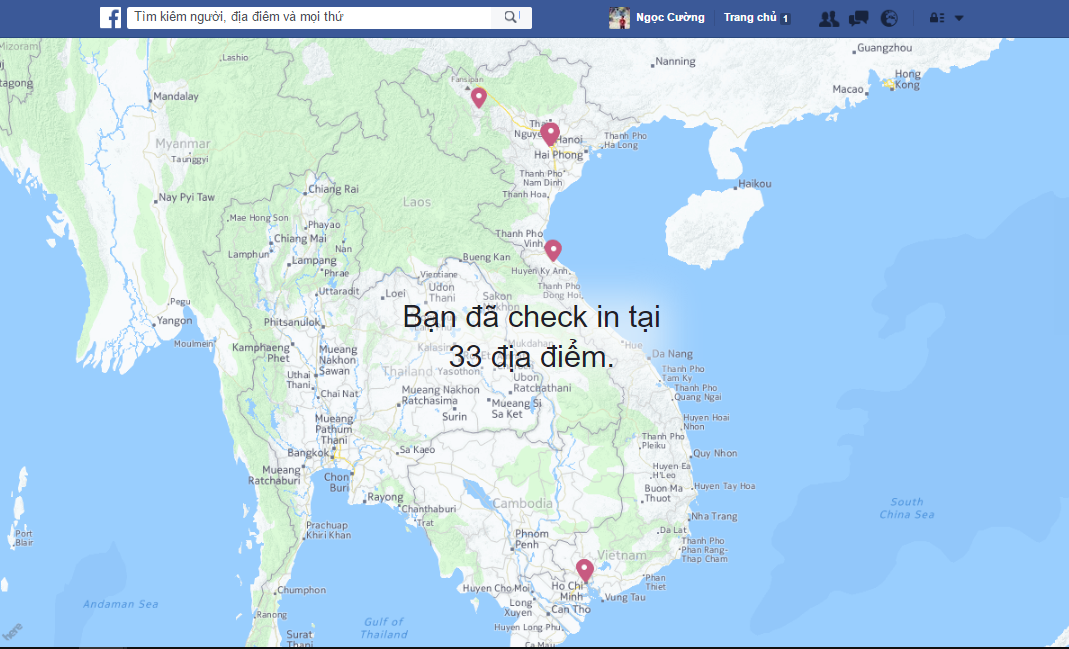 Tìm kiếm người, địa điểm và mọi thứ
Ngọc Cường
Trang chủ 1
Mizoram
Lashio
Guangzhou
Nanning
Hong
Kong
Macao
Fansipan
Mandalay
Hanoi
Thanh Pho
Ha Long
Hai Phong
Myanmar
Taunggyi
Thanh Pho
Nam Dinh
Haikou
Chiang Rai
Thanh Hoa
Nay Pyi Taw
Laos
Mae Hong Son
Phayao
Thanh Pho
Vinh
Chiang Mai
Nan
Lamphun
Lampang
Bueng Kan
Phrae
Huyen Ky Anh
Vientiane
Thanh Pho
Dong Hoi
Udon
Thani
Uttaradit
Loei
Sakon
Nakhon
Pegu
Yangon
Phitsanulok
Bạn đã check in tại
33 địa điểm.
Moulmein
Hue
Kamphaeng
Phet
Mueang
Nakhon
Sawan
Kalasin
Mukdahan
Da Nang
Thanh Pho
Tam Ky
Uthai
Thani
Thailand
Yasothon
Ubon
Ratchathani
Thanh Pho
Quang Ngai
Chai Nat
Mueang Nakhon
Ratchasima
Mueang Si
Sa Ket
Surin
Huyen Hoai
Nhon
Mueang
Pathum
Thani
Thanh Pho
Pleiku
Bangkok
Sa Kaeo
Quy Nhon
Mueang
Ratchaburi
Chon
Buri
Huyen Ea
H'Leo
Buon Ma
Thuot
Huyen Tay Hoa
Rayong
Chanthaburi
Trat
Cambodia
South
China Sea
Nha Trang
Prachuap
Khiri Khan
Port
Blair
Phnom
Penh
Da Lat
Thanh Pho
Phan Rang-
Thap Cham
Vietnam
Phan
Thiet
Chumphon
Huyen Cho Moi
Ho Chi
Minh
Vung Tau
Andaman Sea
Long
Xuyen
Can Tho
Ranong
Gulf of
Thailand
Huyen Long Phu
Surat
Thani
Ca Mau
here